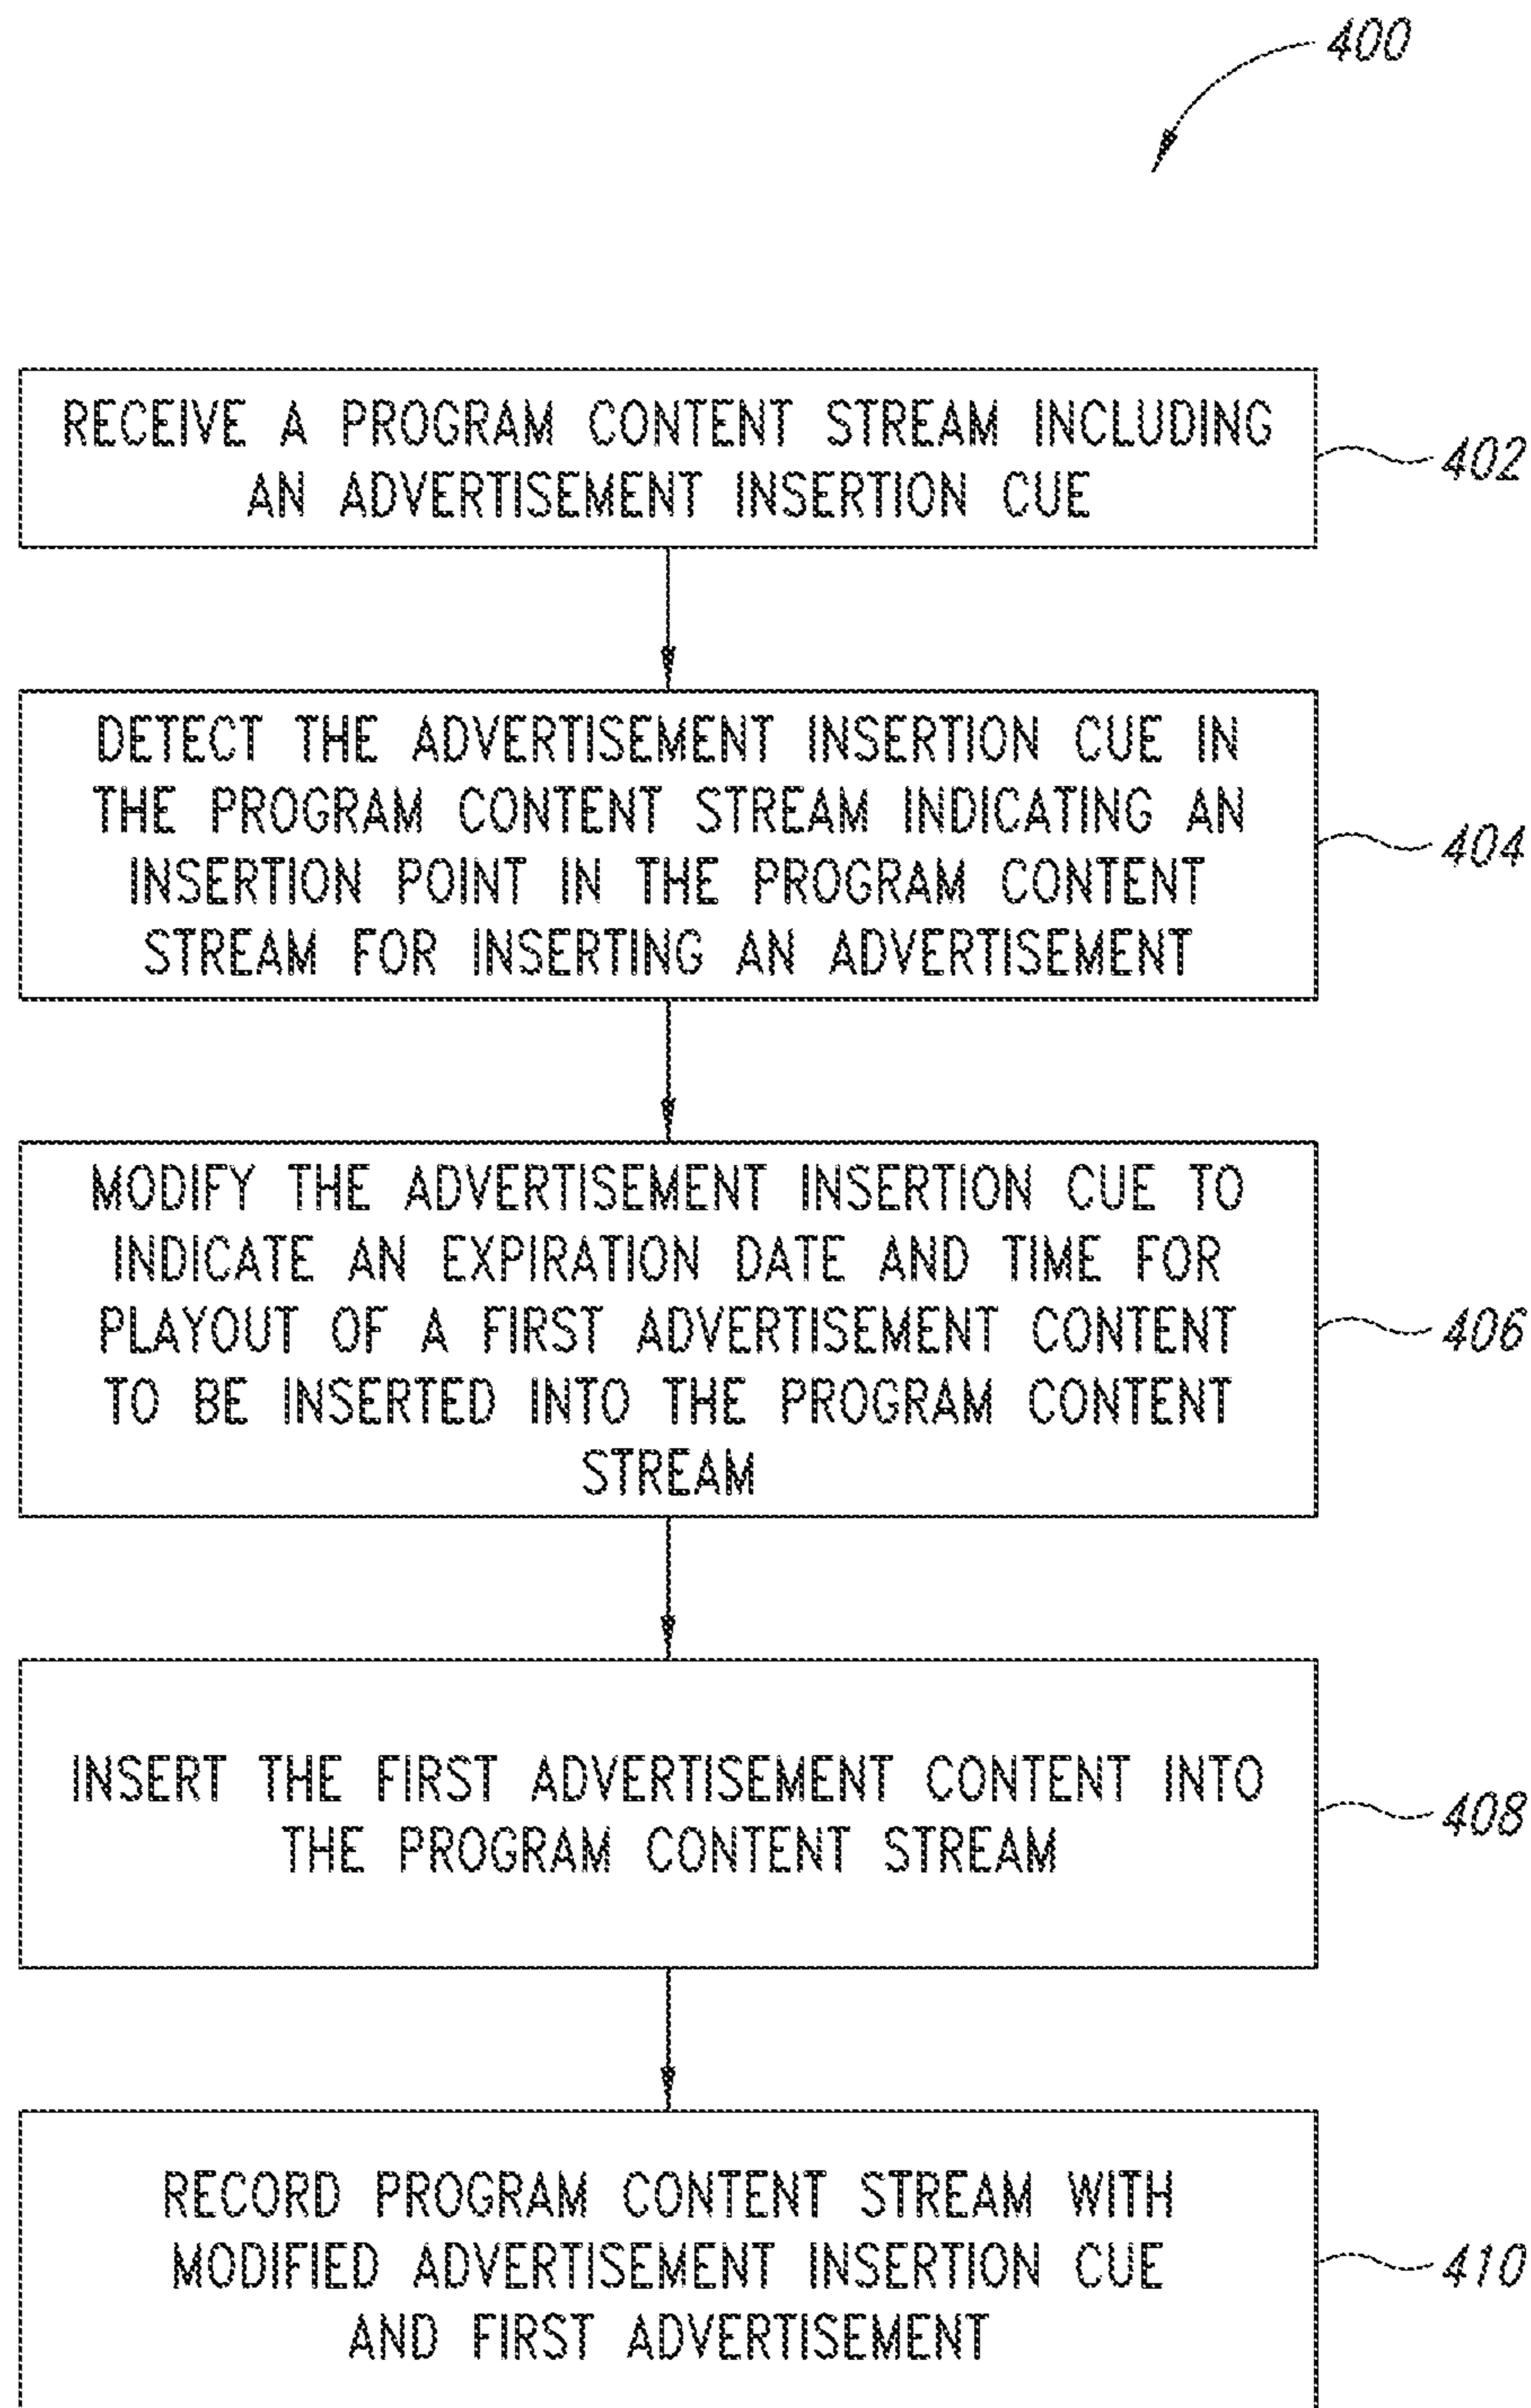 400
RECEIVE A PROGRAM CONTENT STREAM INCLUDING
AN ADVERTISEMENT INSERTION CUE
402
DETECT THE ADVERTISEMENT INSERTION CUE IN
THE PROGRAM CONTENT STREAM INDICATING AN
INSERTION POINT IN THE PROGRAM CONTENT
STREAM FOR INSERTING AN ADVERTISEMENT
404
MODIFY THE ADVERTISEMENT INSERTION CUE TO
INDICATE AN EXPIRATION DATE AND TIME FOR
PLAYOUT OF A FIRST ADVERTISEMENT CONTENT
TO BE INSERTED INTO THE PROGRAM CONTENT
STREAM
406
INSERT THE FIRST ADVERTISEMENT CONTENT INTO
THE PROGRAM CONTENT STREAM
408
RECORD PROGRAM CONTENT STREAM WITH
MODIFIED ADVERTISEMENT INSERTION CUE
AND FIRST ADVERTISEMENT
410